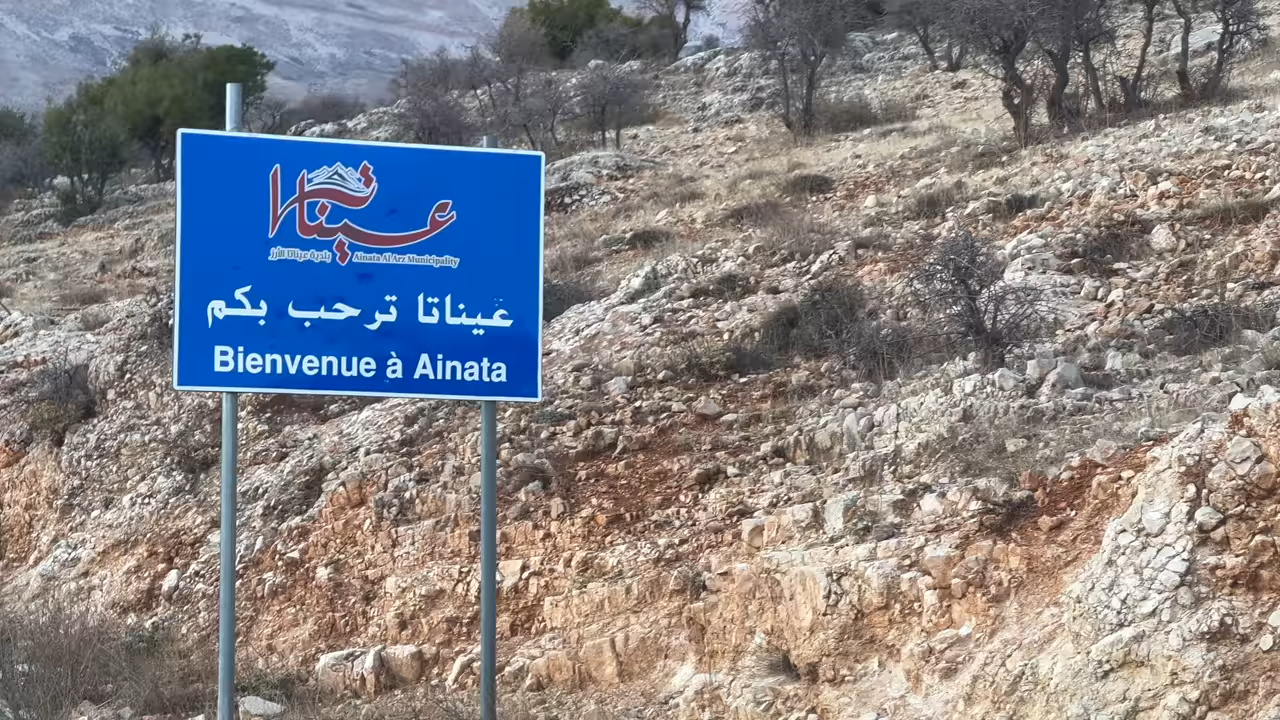 عيناتا
بلدية عيناتا الأرز Ainata Al Arz Municipality
عيناتا ترحب بكم
Bienvenue à Ainata